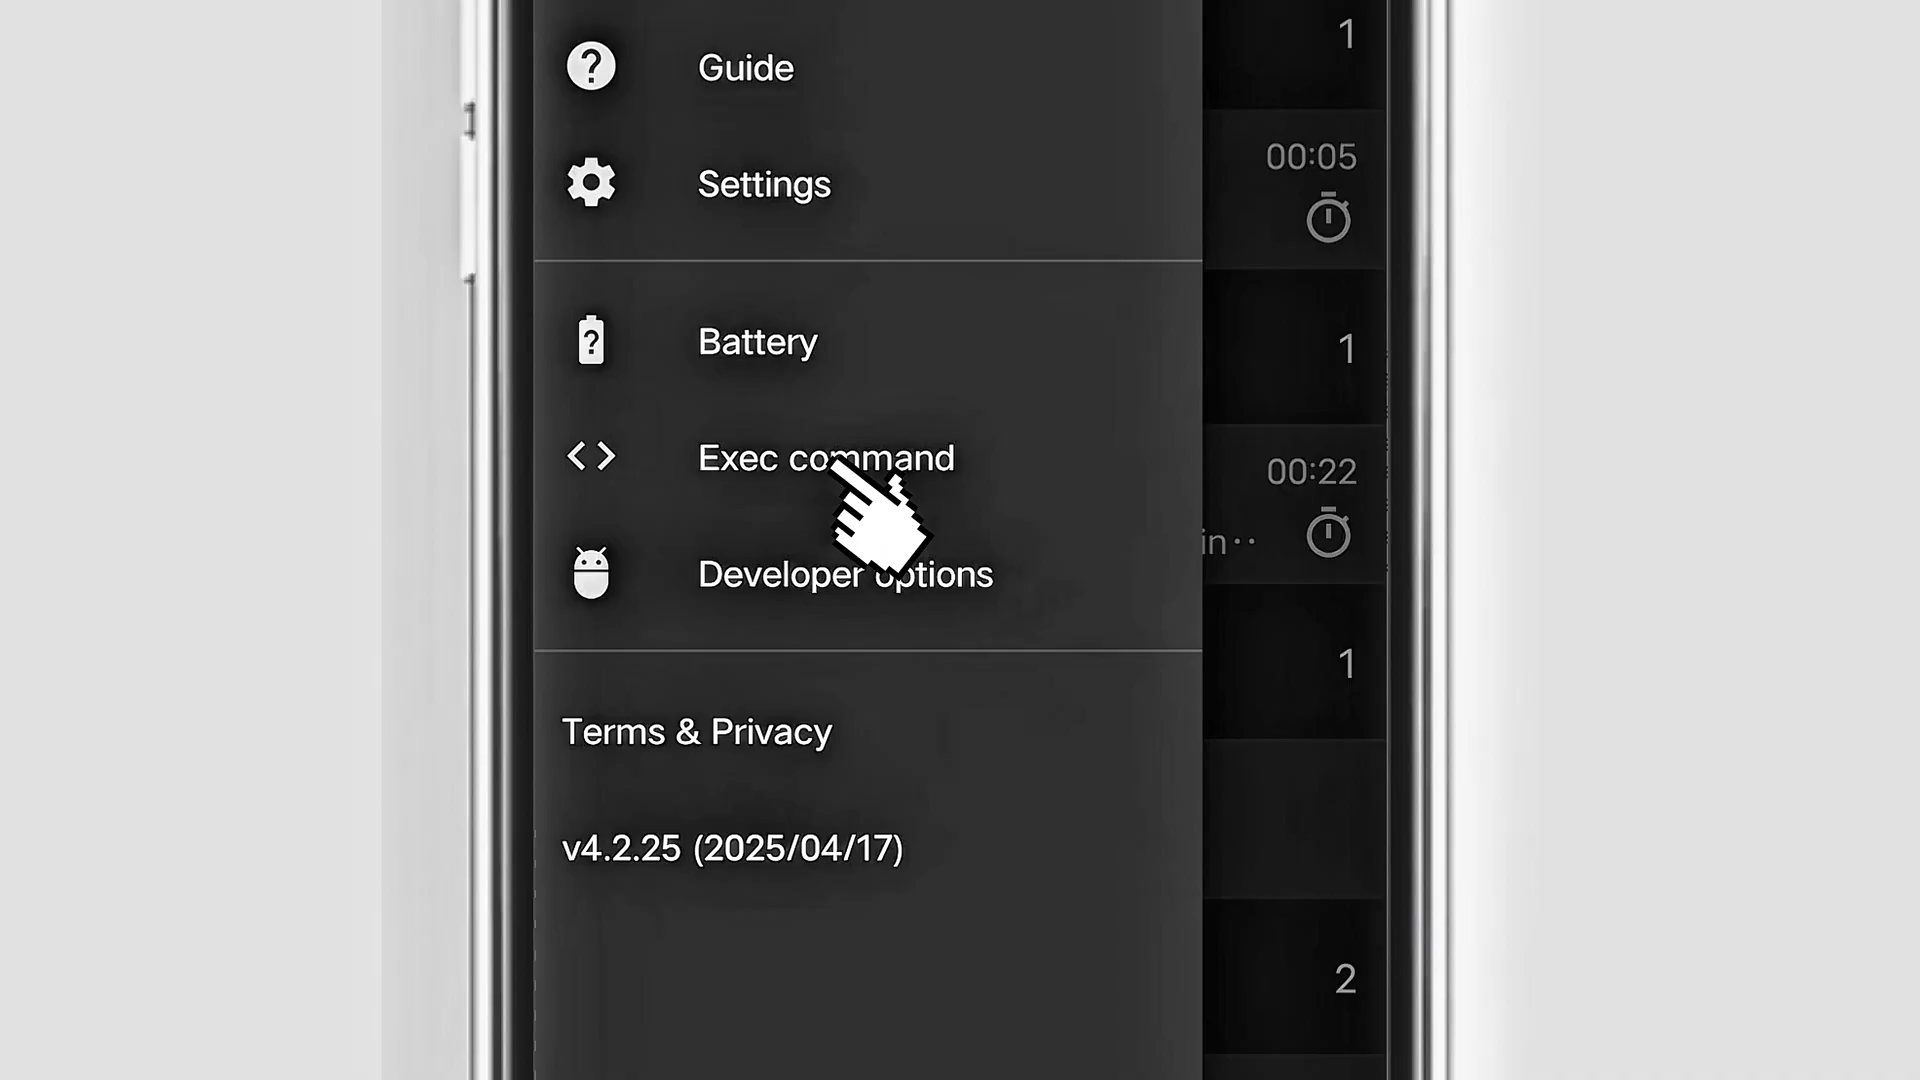 Guide
Settings
Battery
Exec command
Developer options
Terms & Privacy
v4.2.25 (2025/04/17)
1
00:05
1
00:22
in··
1
2